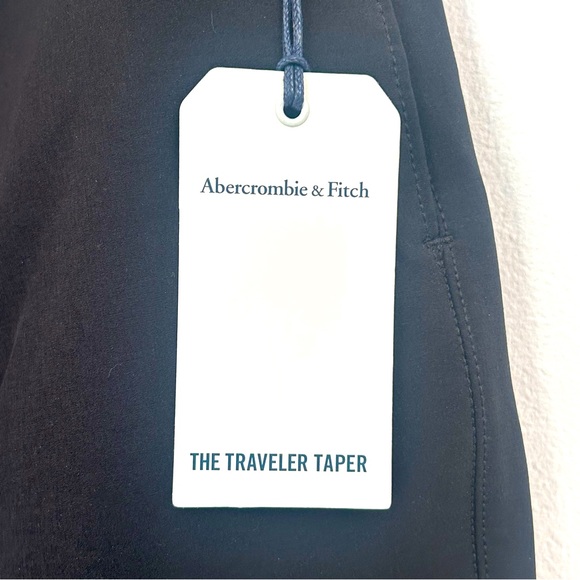 Abercrombie & Fitch
THE TRAVELER TAPER